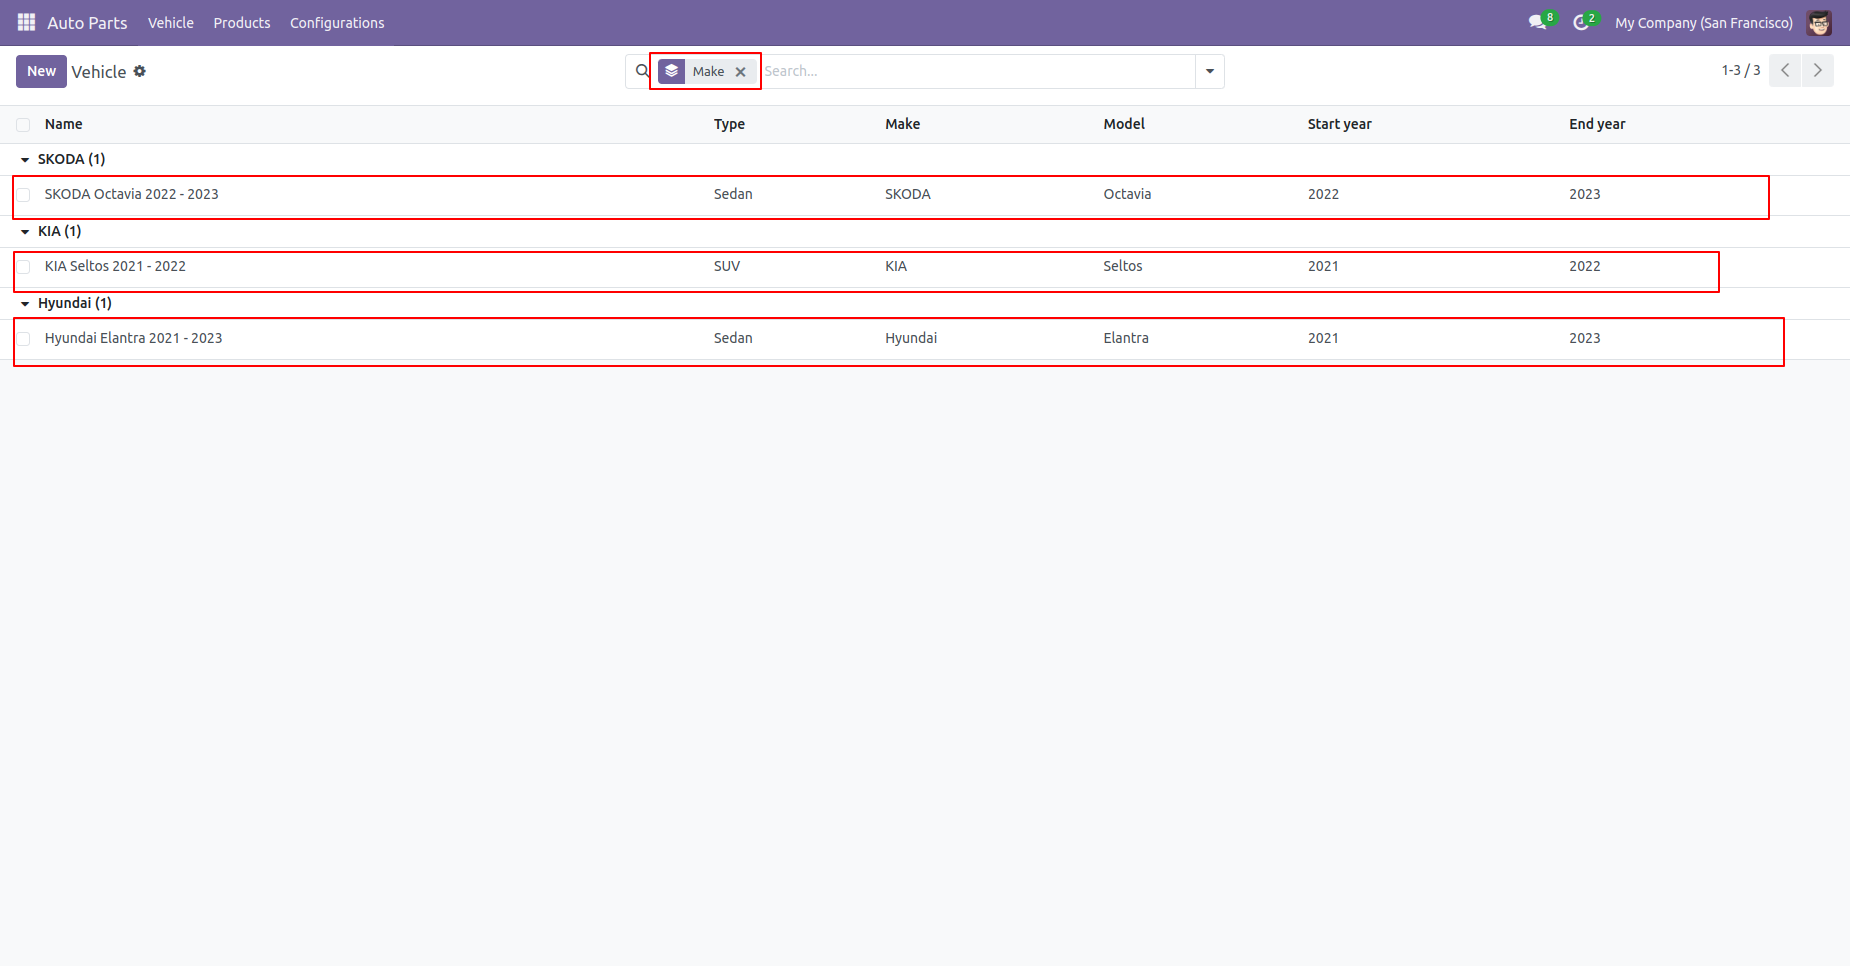 Auto Parts Vehicle Products Configurations 8 2 My Company (San Francisco)
New Vehicle Make Search... 1-3 / 3
Name Type Make Model Start year End year
SKODA (1)
SKODA Octavia 2022 - 2023 Sedan SKODA Octavia 2022 2023
KIA (1)
KIA Seltos 2021 - 2022 SUV KIA Seltos 2021 2022
Hyundai (1)
Hyundai Elantra 2021 - 2023 Sedan Hyundai Elantra 2021 2023